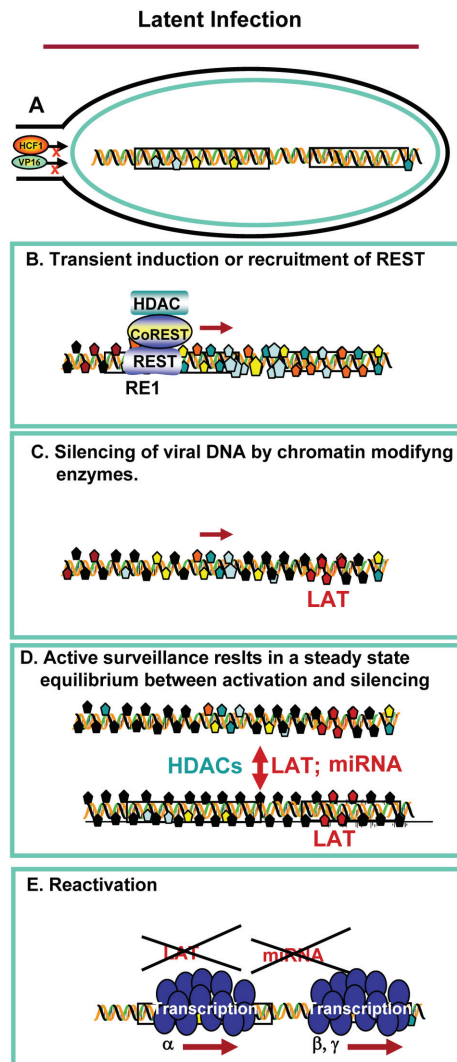 Latent Infection
A
HCF1
X
VP16
X
B. Transient induction or recruitment of REST
HDAC
CoREST
REST
RE1
C. Silencing of viral DNA by chromatin modifyng
enzymes.
LAT
D. Active surveillance reslts in a steady state
equilibrium between activation and silencing
HDACs LAT; miRNA
LAT
E. Reactivation
LAT miRNA
Transcription Transcription
α β, γ